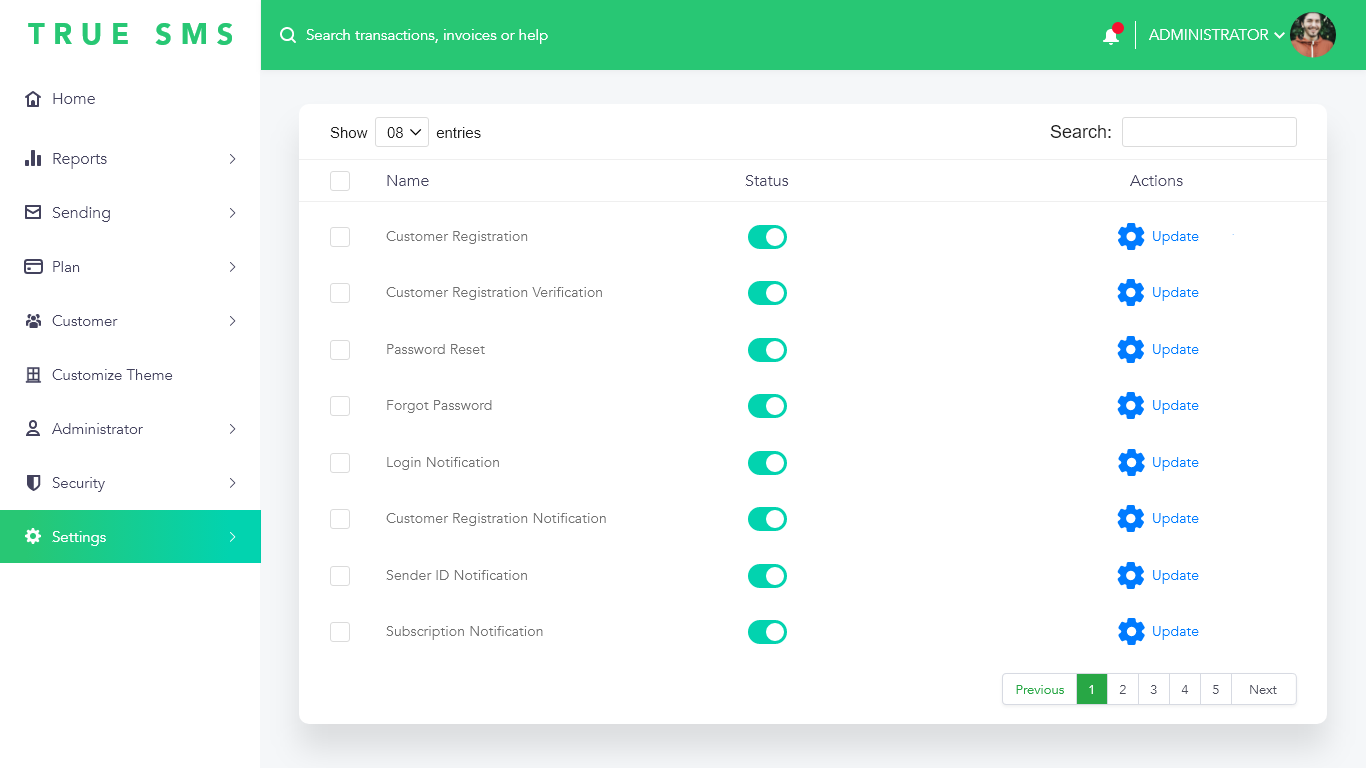 TRUE SMS
Search transactions, invoices or help
ADMINISTRATOR
Home
Reports
Sending
Plan
Customer
Customize Theme
Administrator
Security
Settings
Show 08 entries
Search:
Name Status Actions
Customer Registration Update
Customer Registration Verification Update
Password Reset Update
Forgot Password Update
Login Notification Update
Customer Registration Notification Update
Sender ID Notification Update
Subscription Notification Update
Previous 1 2 3 4 5 Next